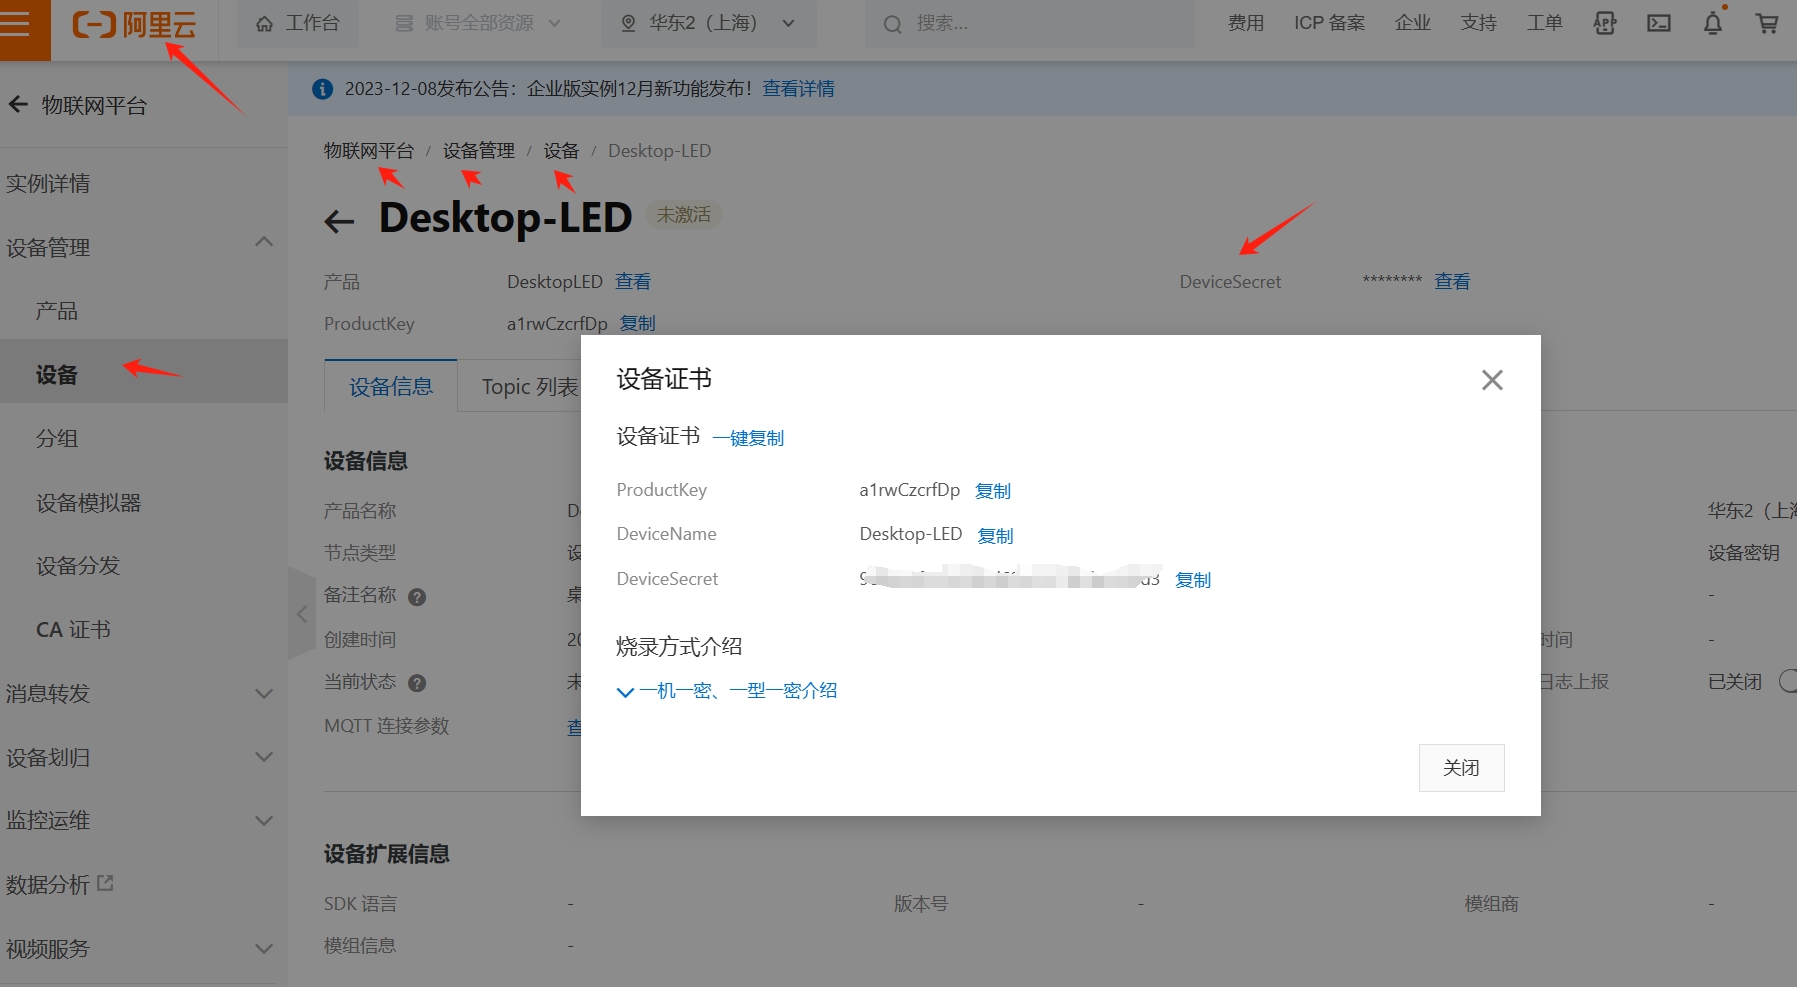 阿里云
工作台
账号全部资源
华东2（上海）
搜索...
费用
ICP 备案
企业
支持
工单
APP
物联网平台
2023-12-08发布公告：企业版实例12月新功能发布！ 查看详情
物联网平台 / 设备管理 / 设备 / Desktop-LED
Desktop-LED 未激活
产品 DesktopLED 查看
DeviceSecret ******** 查看
ProductKey a1rwCzcrfDp 复制
实例详情
设备管理
产品
设备
分组
设备模拟器
设备分发
CA 证书
消息转发
设备划归
监控运维
数据分析
视频服务
设备信息
Topic 列表
设备信息
产品名称
华东2（上
节点类型
设备密钥
备注名称
-
创建时间
时间 -
当前状态
日志上报 已关闭
MQTT 连接参数
设备证书
设备证书 一键复制
ProductKey a1rwCzcrfDp 复制
DeviceName Desktop-LED 复制
DeviceSecret 复制
烧录方式介绍
一机一密、一型一密介绍
关闭
设备扩展信息
SDK 语言 -
版本号 -
模组商 -
模组信息 -